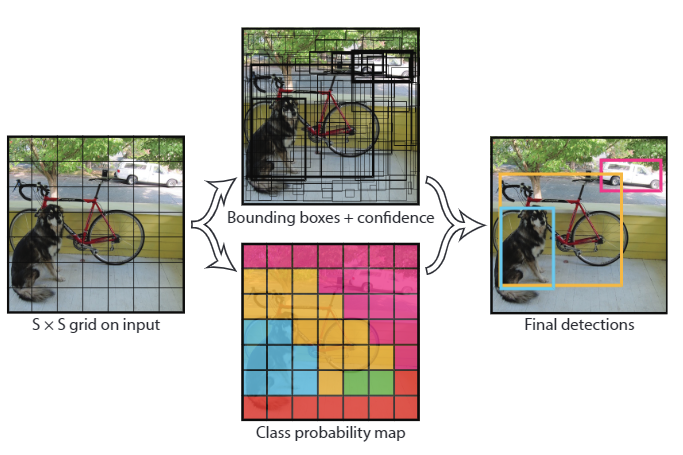 Bounding boxes + confidence
S × S grid on input
Final detections
Class probability map